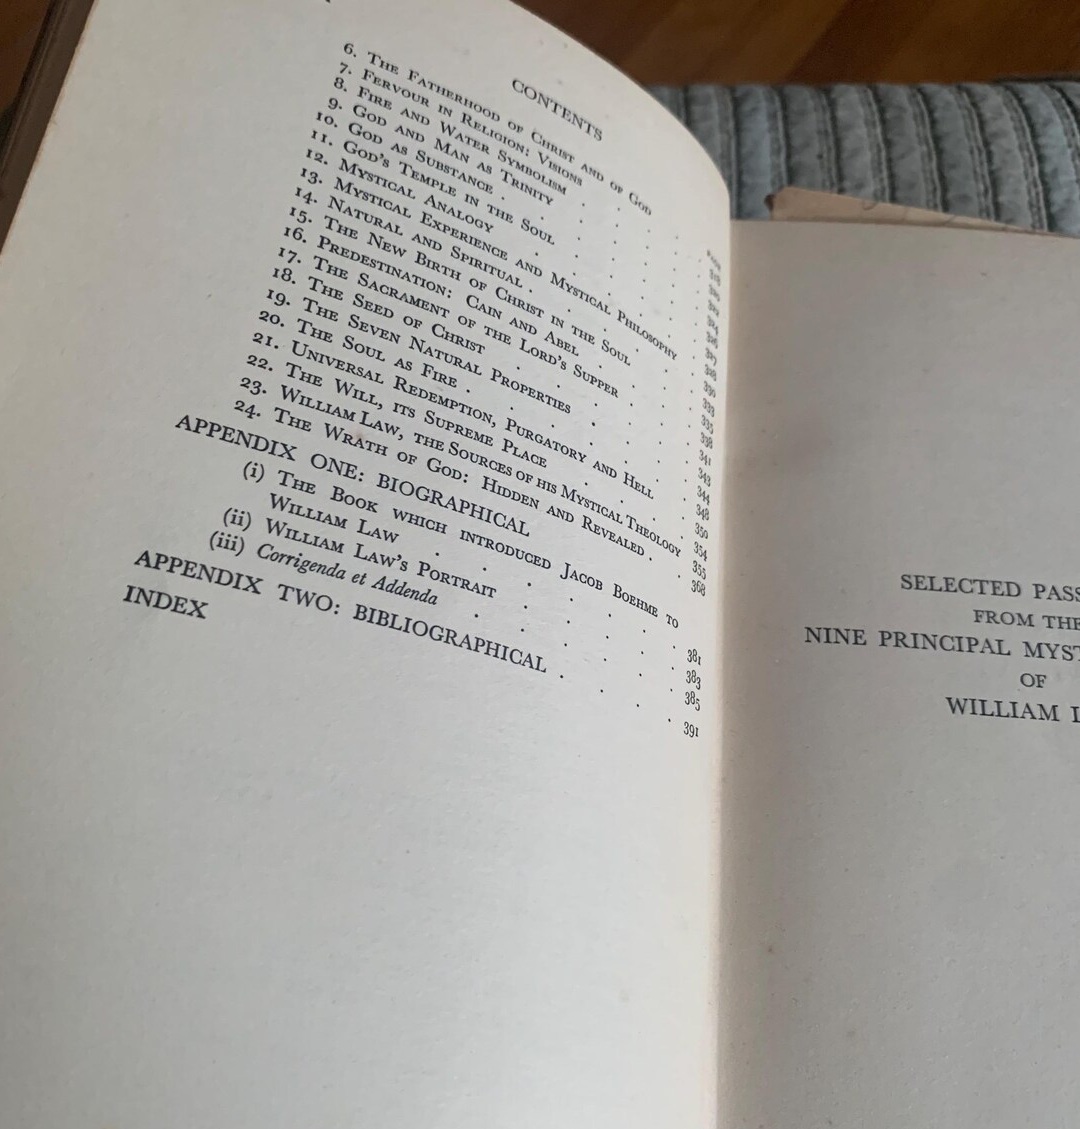 CONTENTS
6. The Fatherhood of Christ and of God
7. Fervour in Religion: Visions
8. Fire and Water Symbolism
9. God and Man as Trinity . . . 324
10. God as Substance . . . 326
11. God's Temple in the Soul . . . 327
12. Mystical Analogy . . . 328
13. Mystical Experience and Mystical Philosophy . 330
14. Natural and Spiritual . . . 333
15. The New Birth of Christ in the Soul . . 335
16. Predestination: Cain and Abel . . . 338
17. The Sacrament of the Lord's Supper . . . 341
18. The Seed of Christ . . . 343
19. The Seven Natural Properties . . . 344
20. The Soul as Fire . . . 348
21. Universal Redemption, Purgatory and Hell . 350
22. The Will, its Supreme Place . . . 354
23. William Law, the Sources of his Mystical Theology 355
24. The Wrath of God: Hidden and Revealed . . 368
APPENDIX ONE: BIOGRAPHICAL
(i) The Book which introduced Jacob Boehme to
William Law . . . 381
(ii) William Law's Portrait . . . 383
(iii) Corrigenda et Addenda . . . 385
APPENDIX TWO: BIBLIOGRAPHICAL . . . 391
INDEX
SELECTED PASS
FROM THE
NINE PRINCIPAL MYST
OF
WILLIAM L